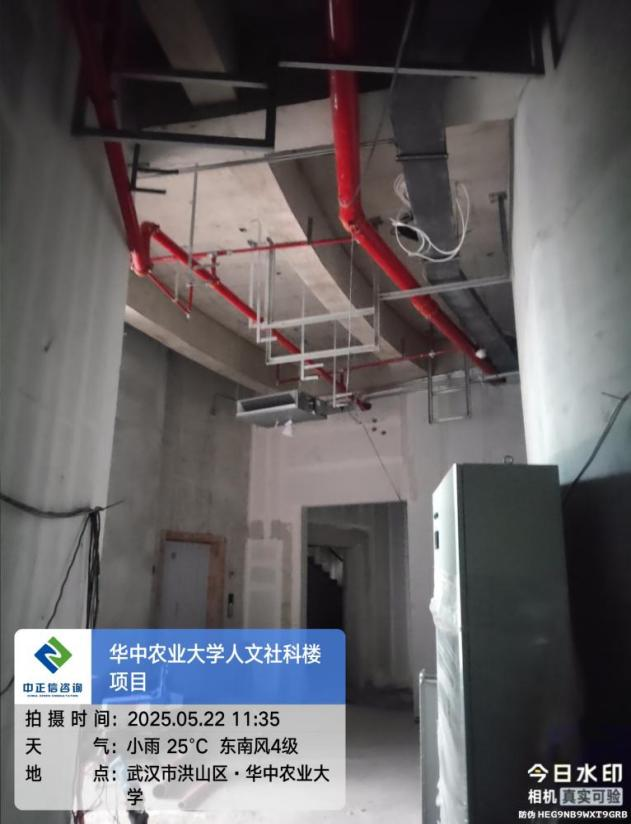 华中农业大学人文社科楼
项目
中正信咨询
拍摄时间：2025.05.22 11:35
天气：小雨 25°C 东南风4级
地点：武汉市洪山区·华中农业大
学
今日水印
相机 真实可验
防伪 HEG9NB9WXT9GRB